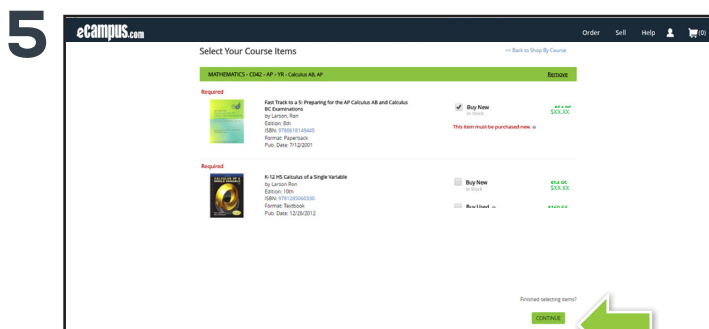 5
eCampus.com
Order Sell Help (0)
Select Your Course Items
<< Back to Shop By Course
MATHEMATICS - C042 - AP - YR - Calculus AB, AP Remove
Required
Fast Track to a 5: Preparing for the AP Calculus AB and Calculus
BC Examinations
by Larson, Ron
Edition: 8th
ISBN: 9780618149445
Format: Paperback
Pub. Date: 7/12/2001
Buy New
In Stock
$XX.XX
This item must be purchased new.
Required
K-12 HS Calculus of a Single Variable
by Larson Ron
Edition: 10th
ISBN: 9781285060330
Format: Textbook
Pub. Date: 12/26/2012
Buy New
In Stock
$XX.XX
Buy Used
Finished selecting items?
CONTINUE